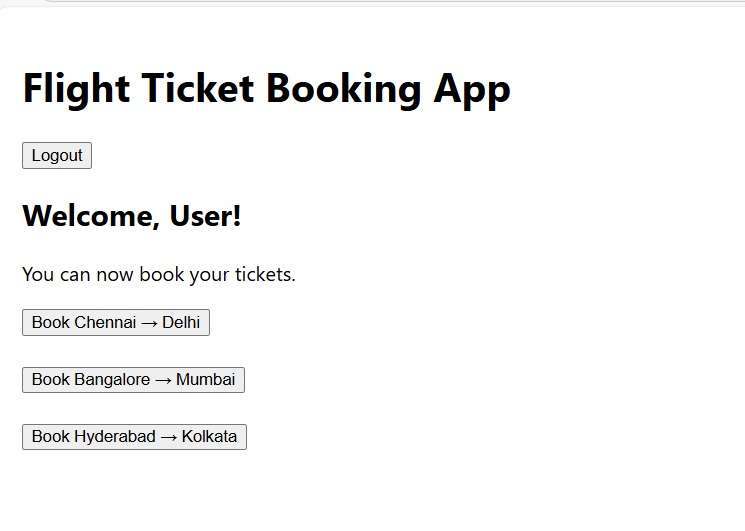 Flight Ticket Booking App
Logout
Welcome, User!
You can now book your tickets.
Book Chennai → Delhi
Book Bangalore → Mumbai
Book Hyderabad → Kolkata